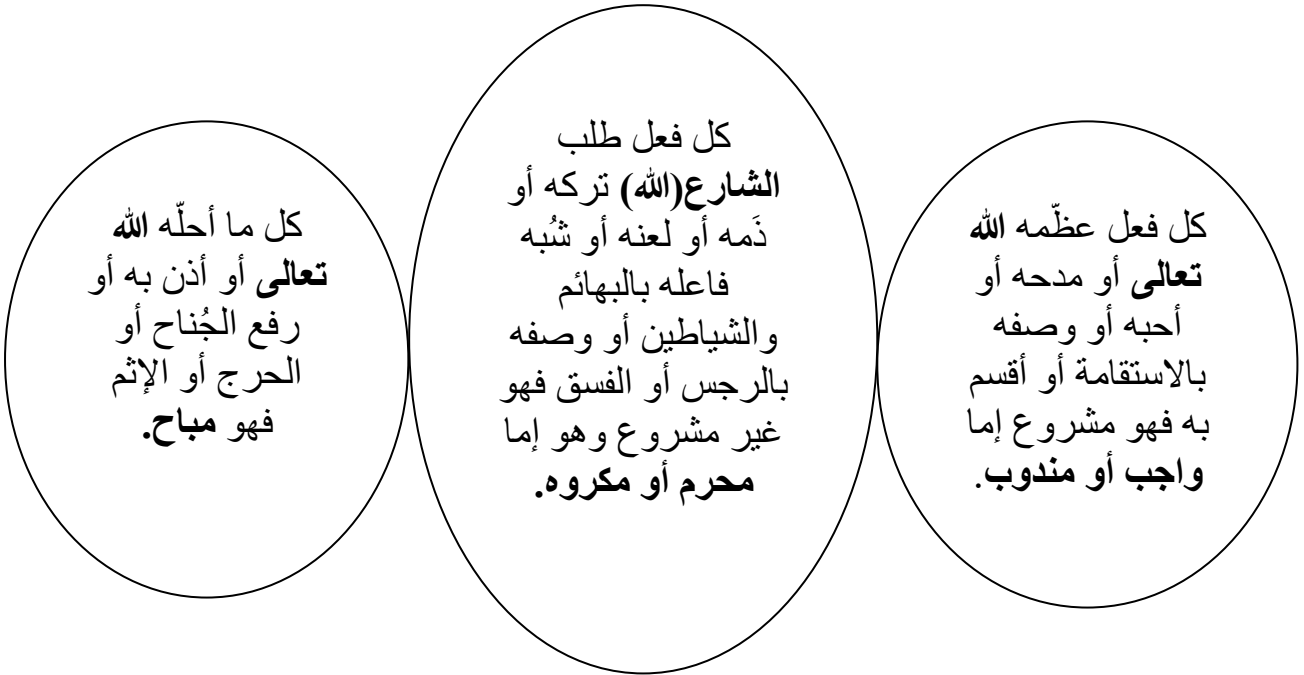 كل فعل عظّمه الله
تعالى أو مدحه أو
أحبه أو وصفه
بالاستقامة أو أقسم
به فهو مشروع إما
واجب أو مندوب.
كل فعل طلب
الشارع(الله) تركه أو
ذَمه أو لعنه أو شُبه
فاعله بالبهائم
والشياطين أو وصفه
بالرجس أو الفسق فهو
غير مشروع وهو إما
محرم أو مكروه.
كل ما أحلّه الله
تعالى أو أذن به أو
رفع الجُناح أو
الحرج أو الإثم
فهو مباح.